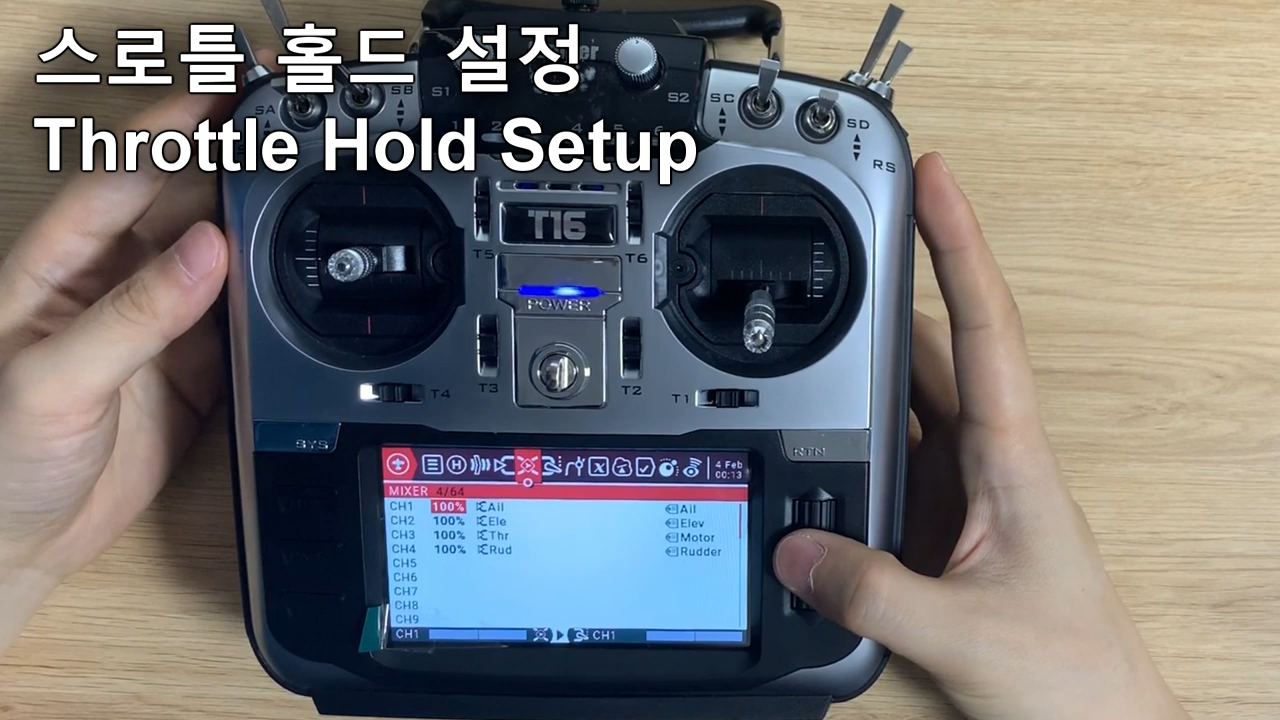 스로틀 홀드 설정
Throttle Hold Setup
SA
SB
S1
S2
SC
SD
RS
T16
T5
T6
POWER
T3
T2
T4
T1
SYS
RTN
4 Feb
00:13
MIXER 4/64
CH1 100% Ail Ail
CH2 100% Ele Elev
CH3 100% Thr Motor
CH4 100% Rud Rudder
CH5
CH6
CH7
CH8
CH9
CH1 CH1